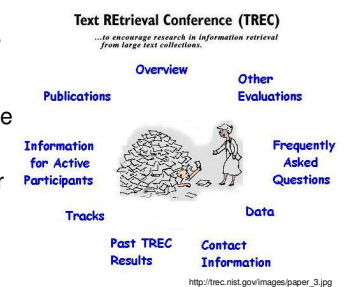 Text REtrieval Conference (TREC)
...to encourage research in information retrieval
from large text collections.
Overview
Other
Evaluations
Publications
Information
for Active
Participants
Frequently
Asked
Questions
Tracks
Data
Past TREC
Results
Contact
Information
http://trec.nist.gov/images/paper_3.jpg